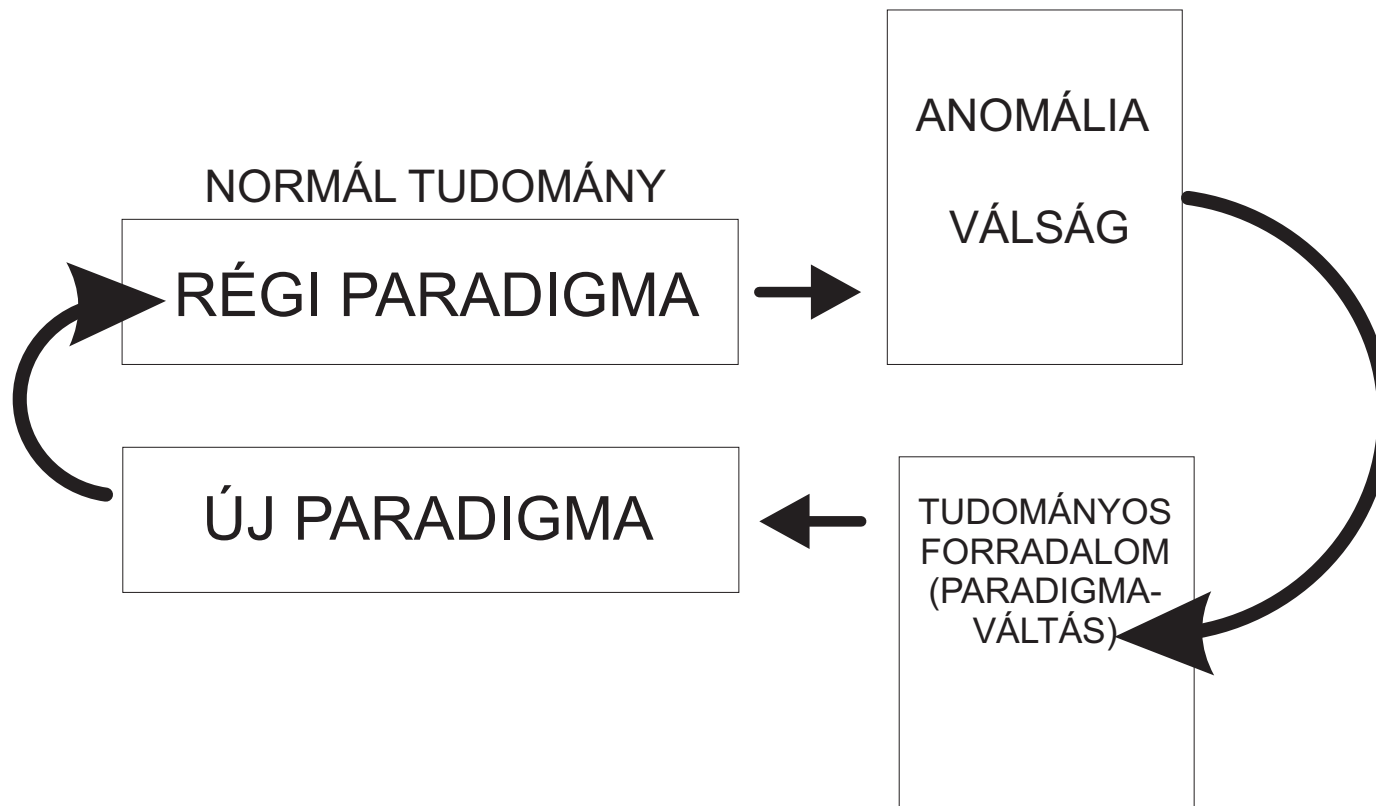 NORMÁL TUDOMÁNY
RÉGI PARADIGMA
ANOMÁLIA
VÁLSÁG
TUDOMÁNYOS
FORRADALOM
(PARADIGMA-
VÁLTÁS)
ÚJ PARADIGMA